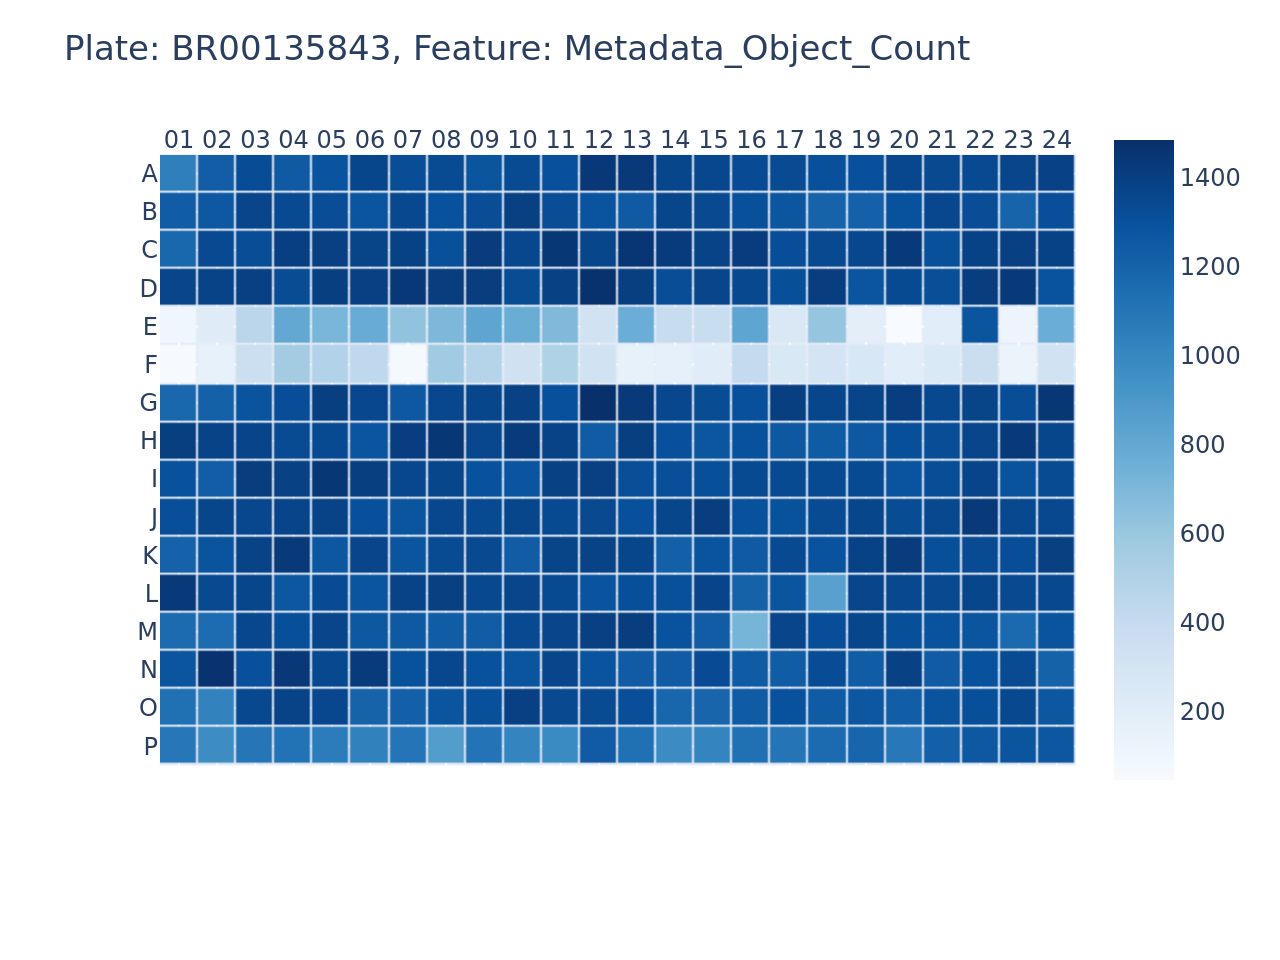 Plate: BR00135843, Feature: Metadata_Object_Count
01 02 03 04 05 06 07 08 09 10 11 12 13 14 15 16 17 18 19 20 21 22 23 24
A
B
C
D
E
F
G
H
I
J
K
L
M
N
O
P
1400
1200
1000
800
600
400
200